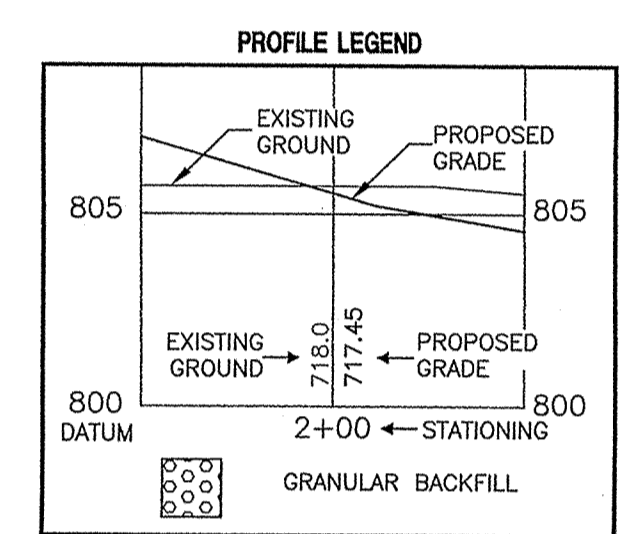 PROFILE LEGEND
EXISTING
GROUND
PROPOSED
GRADE
805
805
EXISTING
GROUND
718.0
717.45
PROPOSED
GRADE
800
800
DATUM
2+00
STATIONING
GRANULAR BACKFILL